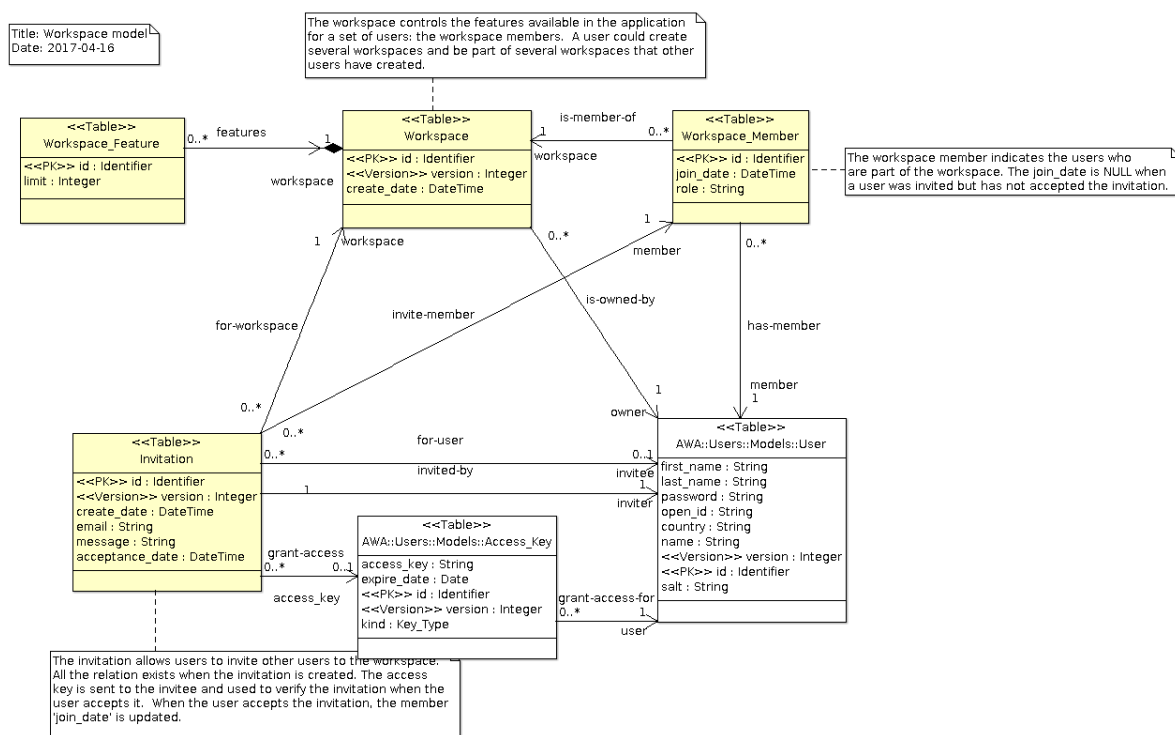 Title: Workspace model
Date: 2017-04-16
The workspace controls the features available in the application
for a set of users: the workspace members.  A user could create
several workspaces and be part of several workspaces that other
users have created.
<<Table>>
Workspace_Feature
<<PK>> id : Identifier
limit : Integer
0..*
features
1
workspace
<<Table>>
Workspace
<<PK>> id : Identifier
<<Version>> version : Integer
create_date : DateTime
is-member-of
1
0..*
workspace
<<Table>>
Workspace_Member
<<PK>> id : Identifier
join_date : DateTime
role : String
The workspace member indicates the users who
are part of the workspace. The join_date is NULL when
a user was invited but has not accepted the invitation.
1
workspace
for-workspace
0..*
1
member
invite-member
0..*
0..*
is-owned-by
1
owner
0..*
has-member
member
1
<<Table>>
Invitation
<<PK>> id : Identifier
<<Version>> version : Integer
create_date : DateTime
email : String
message : String
acceptance_date : DateTime
for-user
0..*
0..1
invitee
invited-by
1
1
inviter
<<Table>>
AWA::Users::Models::User
first_name : String
last_name : String
password : String
open_id : String
country : String
name : String
<<Version>> version : Integer
<<PK>> id : Identifier
salt : String
grant-access
0..*
0..1
access_key
<<Table>>
AWA::Users::Models::Access_Key
access_key : String
expire_date : Date
<<PK>> id : Identifier
<<Version>> version : Integer
kind : Key_Type
grant-access-for
0..*
1
user
The invitation allows users to invite other users to the workspace.
All the relation exists when the invitation is created. The access
key is sent to the invitee and used to verify the invitation when the
user accepts it.  When the user accepts the invitation, the member
'join_date' is updated.